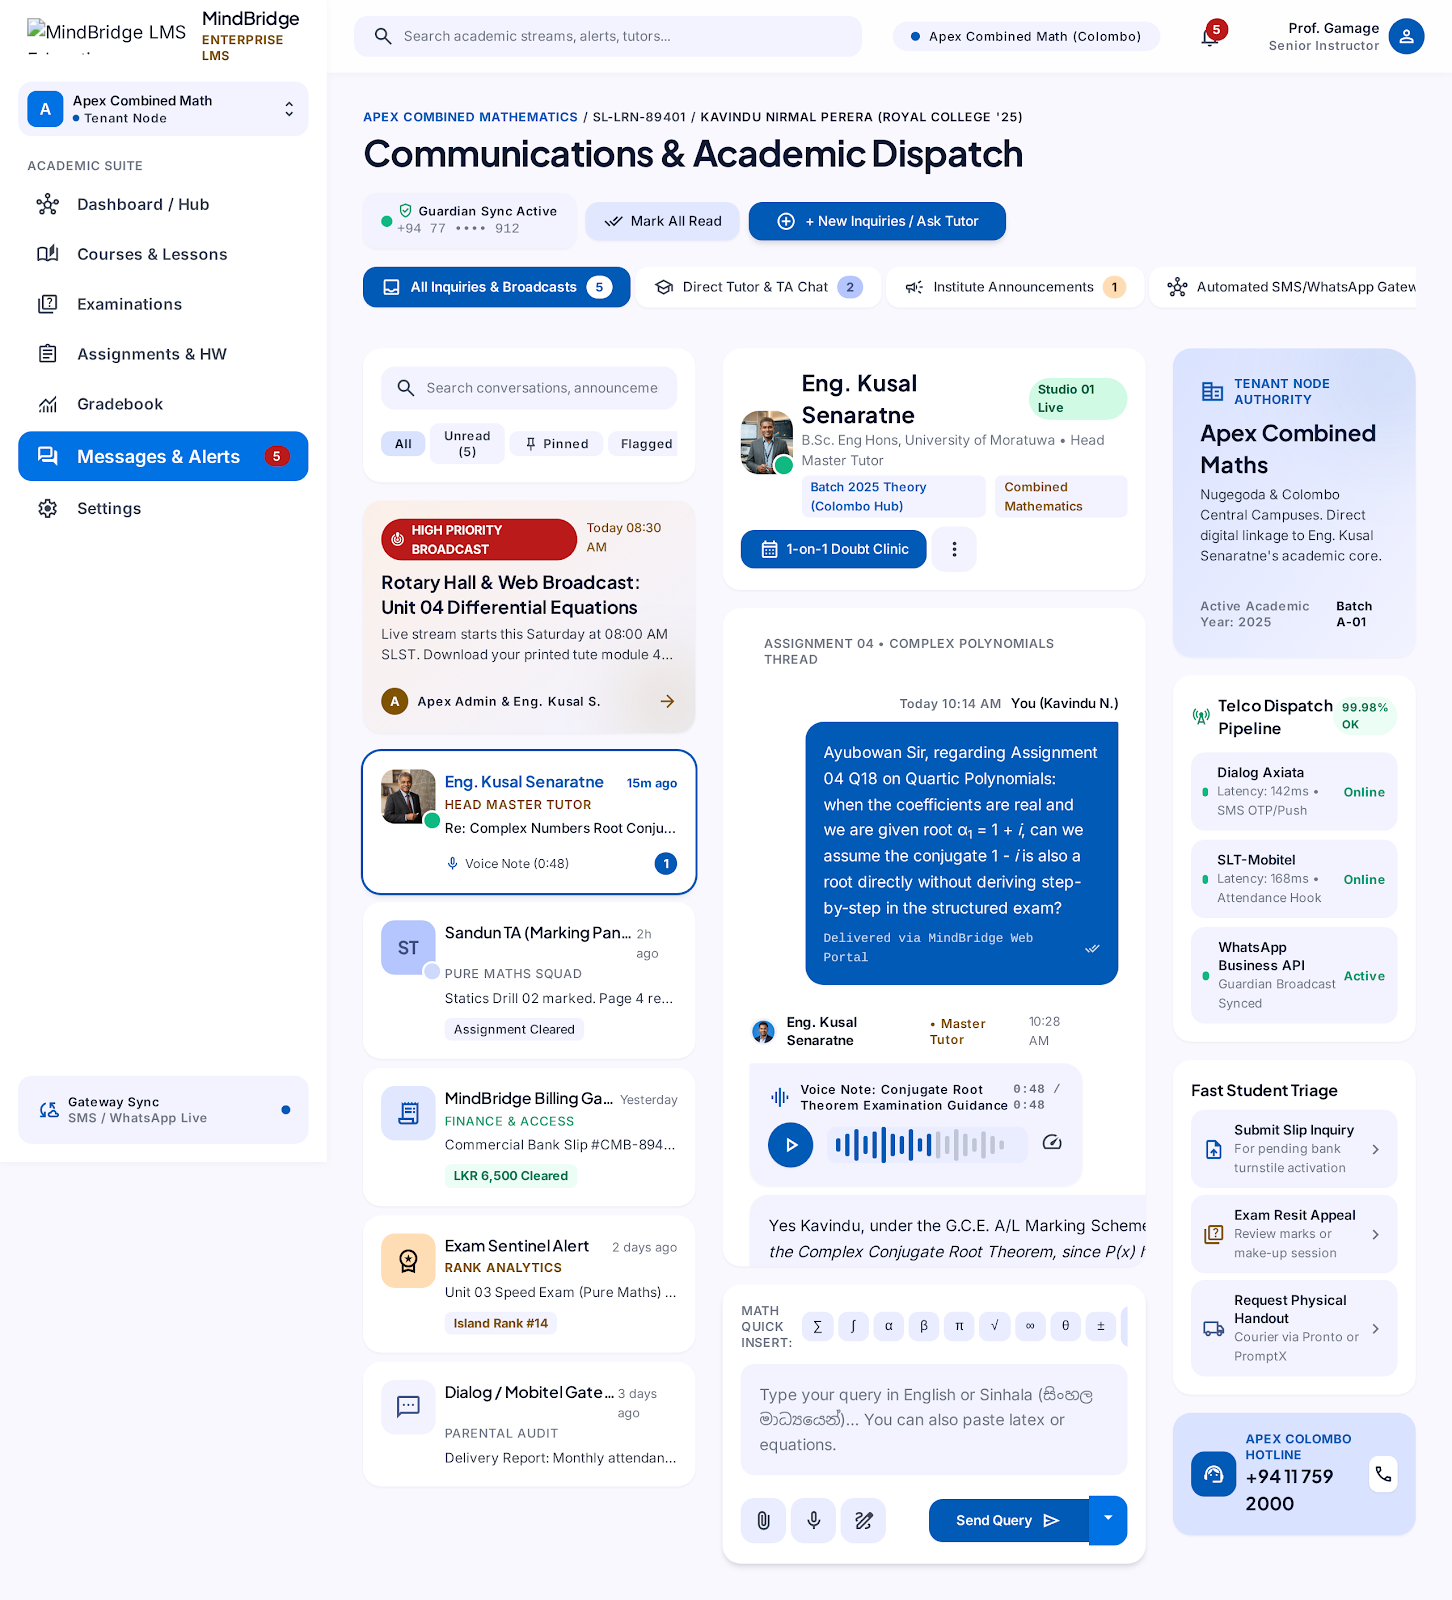 MindBridge LMS
MindBridge
ENTERPRISE
LMS
Search academic streams, alerts, tutors...
Apex Combined Math (Colombo)
5
Prof. Gamage
Senior Instructor
A
Apex Combined Math
Tenant Node
ACADEMIC SUITE
Dashboard / Hub
Courses & Lessons
Examinations
Assignments & HW
Gradebook
Messages & Alerts
5
Settings
Gateway Sync
SMS / WhatsApp Live
APEX COMBINED MATHEMATICS / SL-LRN-89401 / KAVINDU NIRMAL PERERA (ROYAL COLLEGE '25)
Communications & Academic Dispatch
Guardian Sync Active
+94 77 •••• 912
Mark All Read
+ New Inquiries / Ask Tutor
All Inquiries & Broadcasts 5
Direct Tutor & TA Chat 2
Institute Announcements 1
Automated SMS/WhatsApp Gatew
Search conversations, announceme
All
Unread
(5)
Pinned
Flagged
HIGH PRIORITY
BROADCAST
Today 08:30
AM
Rotary Hall & Web Broadcast:
Unit 04 Differential Equations
Live stream starts this Saturday at 08:00 AM
SLST. Download your printed tute module 4...
A
Apex Admin & Eng. Kusal S.
Eng. Kusal Senaratne
15m ago
HEAD MASTER TUTOR
Re: Complex Numbers Root Conju...
Voice Note (0:48)
1
ST
Sandun TA (Marking Pan...
2h
ago
PURE MATHS SQUAD
Statics Drill 02 marked. Page 4 re...
Assignment Cleared
MindBridge Billing Ga...
Yesterday
FINANCE & ACCESS
Commercial Bank Slip #CMB-894...
LKR 6,500 Cleared
Exam Sentinel Alert
2 days ago
RANK ANALYTICS
Unit 03 Speed Exam (Pure Maths) ...
Island Rank #14
Dialog / Mobitel Gate...
3 days
ago
PARENTAL AUDIT
Delivery Report: Monthly attendan...
Eng. Kusal
Senaratne
Studio 01
Live
B.Sc. Eng Hons, University of Moratuwa • Head
Master Tutor
Batch 2025 Theory
(Colombo Hub)
Combined
Mathematics
1-on-1 Doubt Clinic
ASSIGNMENT 04 • COMPLEX POLYNOMIALS
THREAD
Today 10:14 AM You (Kavindu N.)
Ayubowan Sir, regarding Assignment
04 Q18 on Quartic Polynomials:
when the coefficients are real and
we are given root α₁ = 1 + i, can we
assume the conjugate 1 - i is also a
root directly without deriving step-
by-step in the structured exam?
Delivered via MindBridge Web
Portal
Eng. Kusal
Senaratne
• Master
Tutor
10:28
AM
Voice Note: Conjugate Root
Theorem Examination Guidance
0:48 /
0:48
Yes Kavindu, under the G.C.E. A/L Marking Scheme
the Complex Conjugate Root Theorem, since P(x) h
MATH
QUICK
INSERT:
∑ ∫ α β π √ ∞ θ ±
Type your query in English or Sinhala (සිංහල
මාධ්‍යයෙන්)... You can also paste latex or
equations.
Send Query
TENANT NODE
AUTHORITY
Apex Combined
Maths
Nugegoda & Colombo
Central Campuses. Direct
digital linkage to Eng. Kusal
Senaratne's academic core.
Active Academic
Year: 2025
Batch
A-01
Telco Dispatch
Pipeline
99.98%
OK
Dialog Axiata
Latency: 142ms •
SMS OTP/Push
Online
SLT-Mobitel
Latency: 168ms •
Attendance Hook
Online
WhatsApp
Business API
Guardian Broadcast
Synced
Active
Fast Student Triage
Submit Slip Inquiry
For pending bank
turnstile activation
Exam Resit Appeal
Review marks or
make-up session
Request Physical
Handout
Courier via Pronto or
PromptX
APEX COLOMBO
HOTLINE
+94 11 759
2000